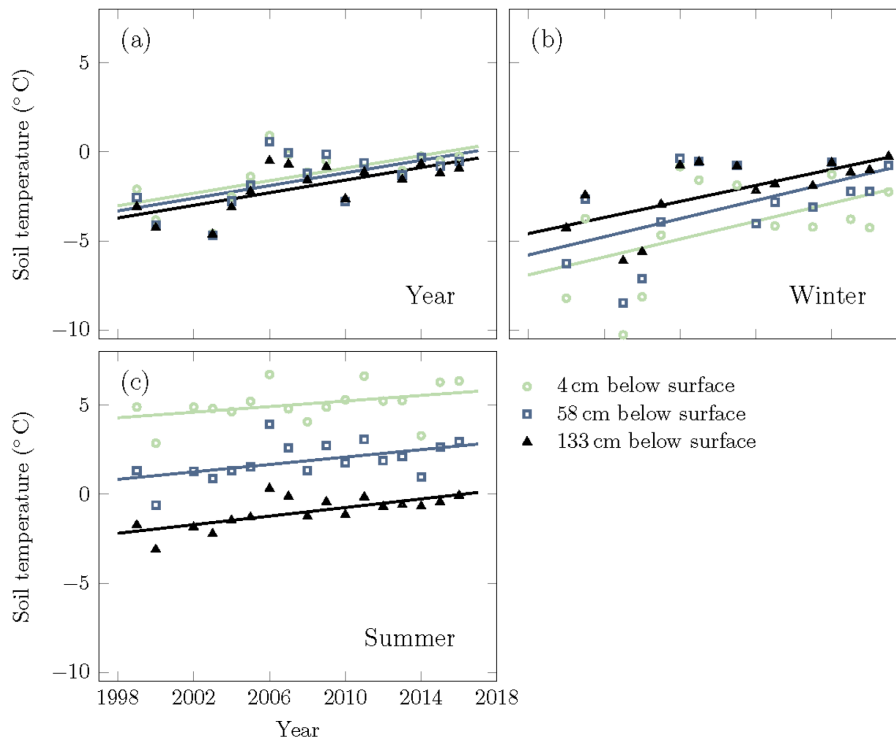 (a)
5
0
−5
−10
Soil temperature (° C)
Year
(b)
Winter
(c)
5
0
−5
−10
Soil temperature (° C)
Summer
1998 2002 2006 2010 2014 2018
Year
4 cm below surface
58 cm below surface
133 cm below surface